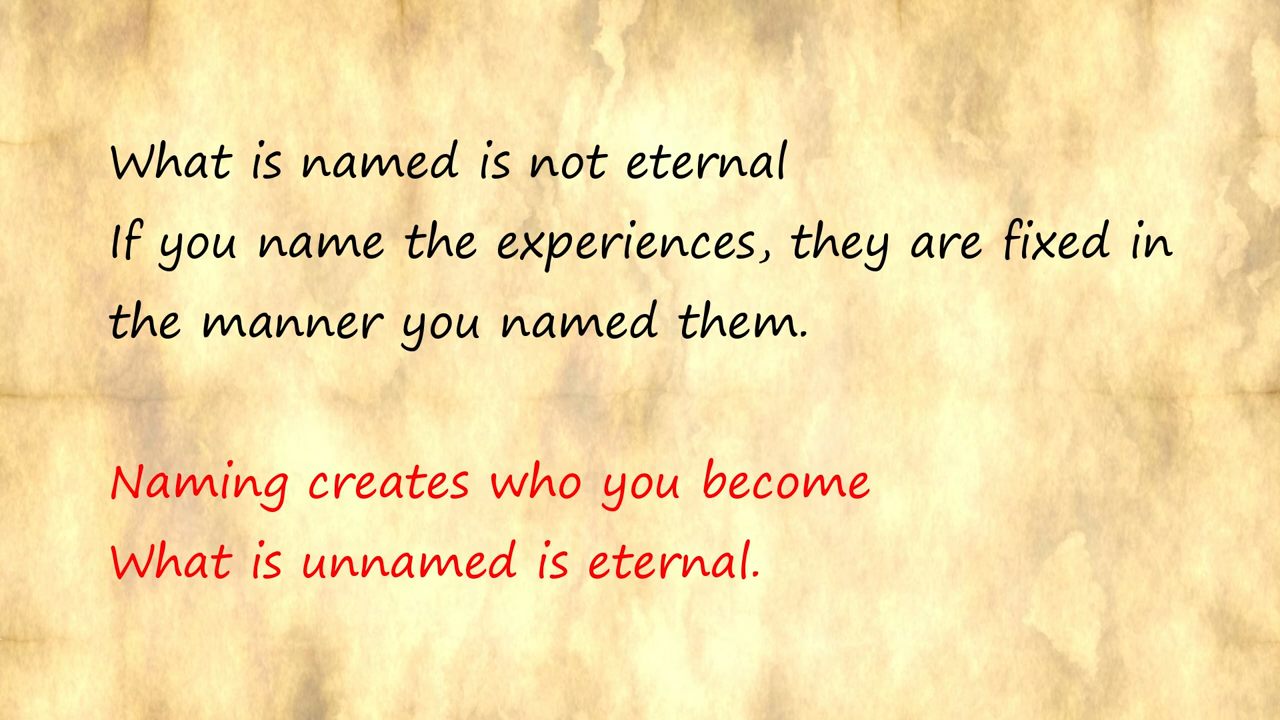 What is named is not eternal
If you name the experiences, they are fixed in
the manner you named them.
Naming creates who you become
What is unnamed is eternal.